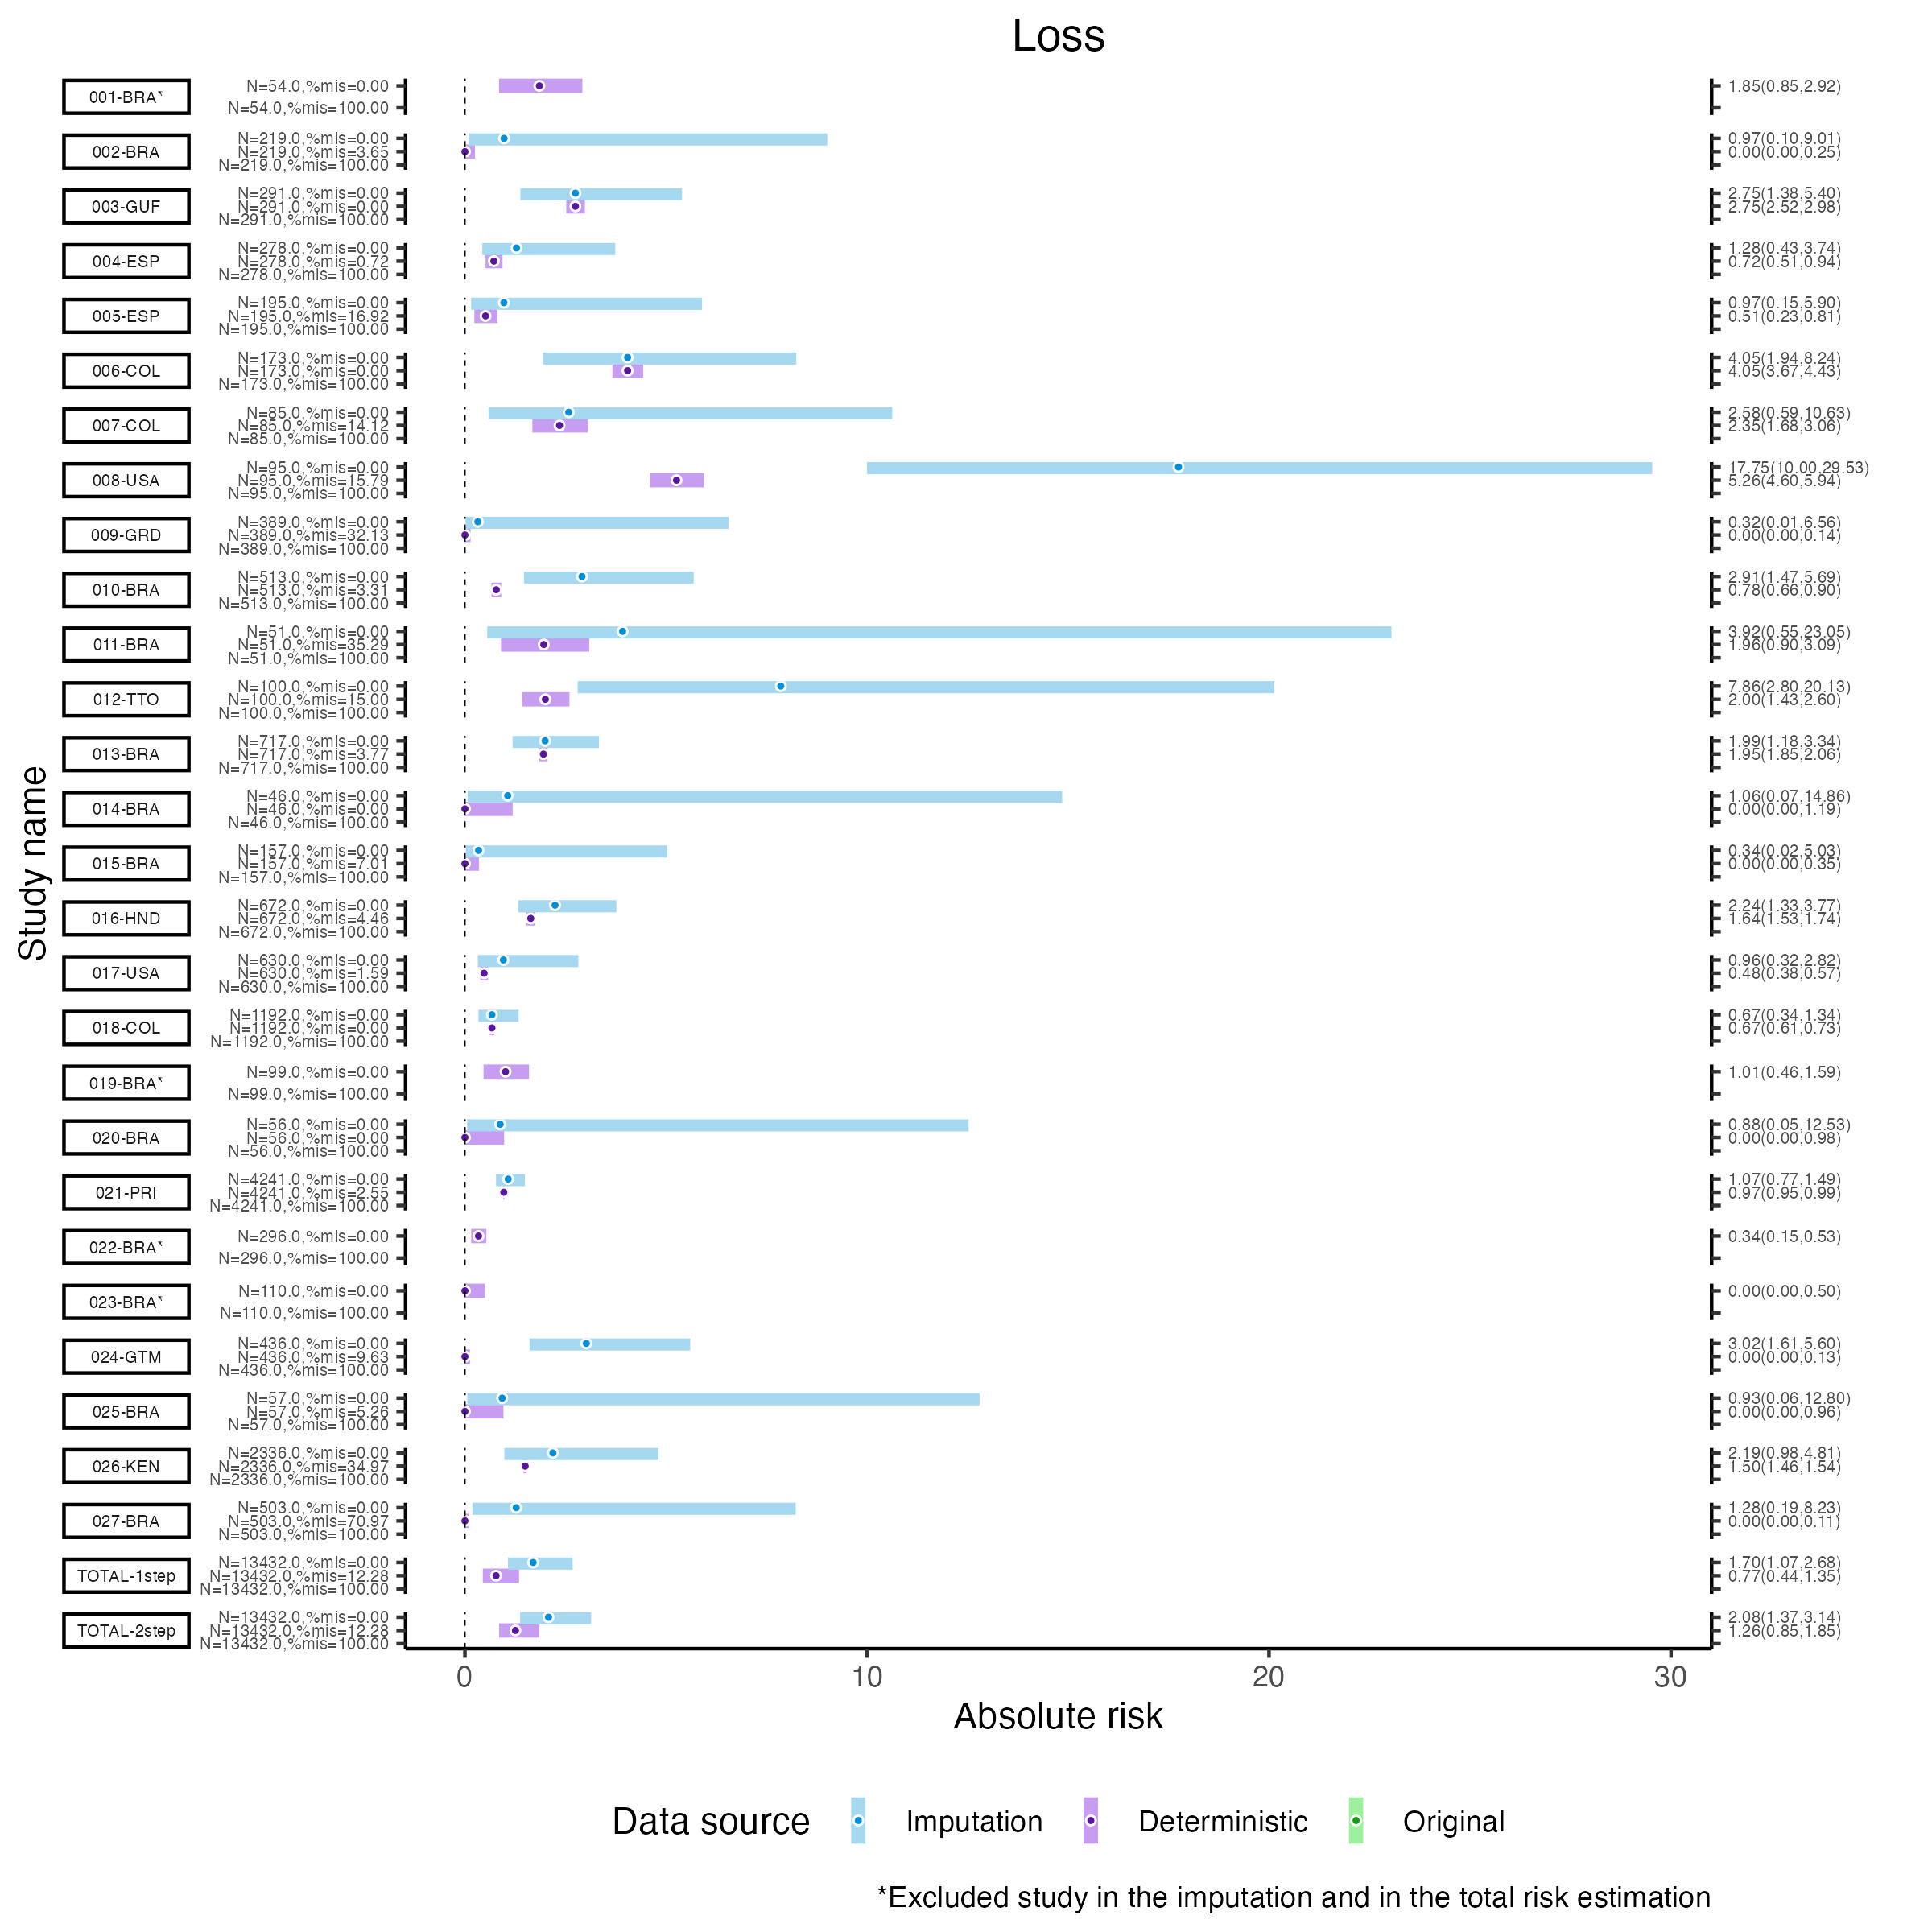 Loss
Study name
001-BRA*
N=54.0,%mis=0.00
1.85(0.85,2.92)
N=54.0,%mis=100.00
002-BRA
N=219.0,%mis=0.00
0.97(0.10,9.01)
N=219.0,%mis=3.65
0.00(0.00,0.25)
N=219.0,%mis=100.00
003-GUF
N=291.0,%mis=0.00
2.75(1.38,5.40)
N=291.0,%mis=0.00
2.75(2.52,2.98)
N=291.0,%mis=100.00
004-ESP
N=278.0,%mis=0.00
1.28(0.43,3.74)
N=278.0,%mis=0.72
0.72(0.51,0.94)
N=278.0,%mis=100.00
005-ESP
N=195.0,%mis=0.00
0.97(0.15,5.90)
N=195.0,%mis=16.92
0.51(0.23,0.81)
N=195.0,%mis=100.00
006-COL
N=173.0,%mis=0.00
4.05(1.94,8.24)
N=173.0,%mis=0.00
4.05(3.67,4.43)
N=173.0,%mis=100.00
007-COL
N=85.0,%mis=0.00
2.58(0.59,10.63)
N=85.0,%mis=14.12
2.35(1.68,3.06)
N=85.0,%mis=100.00
008-USA
N=95.0,%mis=0.00
17.75(10.00,29.53)
N=95.0,%mis=15.79
5.26(4.60,5.94)
N=95.0,%mis=100.00
009-GRD
N=389.0,%mis=0.00
0.32(0.01,6.56)
N=389.0,%mis=32.13
0.00(0.00,0.14)
N=389.0,%mis=100.00
010-BRA
N=513.0,%mis=0.00
2.91(1.47,5.69)
N=513.0,%mis=3.31
0.78(0.66,0.90)
N=513.0,%mis=100.00
011-BRA
N=51.0,%mis=0.00
3.92(0.55,23.05)
N=51.0,%mis=35.29
1.96(0.90,3.09)
N=51.0,%mis=100.00
012-TTO
N=100.0,%mis=0.00
7.86(2.80,20.13)
N=100.0,%mis=15.00
2.00(1.43,2.60)
N=100.0,%mis=100.00
013-BRA
N=717.0,%mis=0.00
1.99(1.18,3.34)
N=717.0,%mis=3.77
1.95(1.85,2.06)
N=717.0,%mis=100.00
014-BRA
N=46.0,%mis=0.00
1.06(0.07,14.86)
N=46.0,%mis=0.00
0.00(0.00,1.19)
N=46.0,%mis=100.00
015-BRA
N=157.0,%mis=0.00
0.34(0.02,5.03)
N=157.0,%mis=7.01
0.00(0.00,0.35)
N=157.0,%mis=100.00
016-HND
N=672.0,%mis=0.00
2.24(1.33,3.77)
N=672.0,%mis=4.46
1.64(1.53,1.74)
N=672.0,%mis=100.00
017-USA
N=630.0,%mis=0.00
0.96(0.32,2.82)
N=630.0,%mis=1.59
0.48(0.38,0.57)
N=630.0,%mis=100.00
018-COL
N=1192.0,%mis=0.00
0.67(0.34,1.34)
N=1192.0,%mis=0.00
0.67(0.61,0.73)
N=1192.0,%mis=100.00
019-BRA*
N=99.0,%mis=0.00
1.01(0.46,1.59)
N=99.0,%mis=100.00
020-BRA
N=56.0,%mis=0.00
0.88(0.05,12.53)
N=56.0,%mis=0.00
0.00(0.00,0.98)
N=56.0,%mis=100.00
021-PRI
N=4241.0,%mis=0.00
1.07(0.77,1.49)
N=4241.0,%mis=2.55
0.97(0.95,0.99)
N=4241.0,%mis=100.00
022-BRA*
N=296.0,%mis=0.00
0.34(0.15,0.53)
N=296.0,%mis=100.00
023-BRA*
N=110.0,%mis=0.00
0.00(0.00,0.50)
N=110.0,%mis=100.00
024-GTM
N=436.0,%mis=0.00
3.02(1.61,5.60)
N=436.0,%mis=9.63
0.00(0.00,0.13)
N=436.0,%mis=100.00
025-BRA
N=57.0,%mis=0.00
0.93(0.06,12.80)
N=57.0,%mis=5.26
0.00(0.00,0.96)
N=57.0,%mis=100.00
026-KEN
N=2336.0,%mis=0.00
2.19(0.98,4.81)
N=2336.0,%mis=34.97
1.50(1.46,1.54)
N=2336.0,%mis=100.00
027-BRA
N=503.0,%mis=0.00
1.28(0.19,8.23)
N=503.0,%mis=70.97
0.00(0.00,0.11)
N=503.0,%mis=100.00
TOTAL-1step
N=13432.0,%mis=0.00
1.70(1.07,2.68)
N=13432.0,%mis=12.28
0.77(0.44,1.35)
N=13432.0,%mis=100.00
TOTAL-2step
N=13432.0,%mis=0.00
2.08(1.37,3.14)
N=13432.0,%mis=12.28
1.26(0.85,1.85)
N=13432.0,%mis=100.00
0 10 20 30
Absolute risk
Data source Imputation Deterministic Original
*Excluded study in the imputation and in the total risk estimation